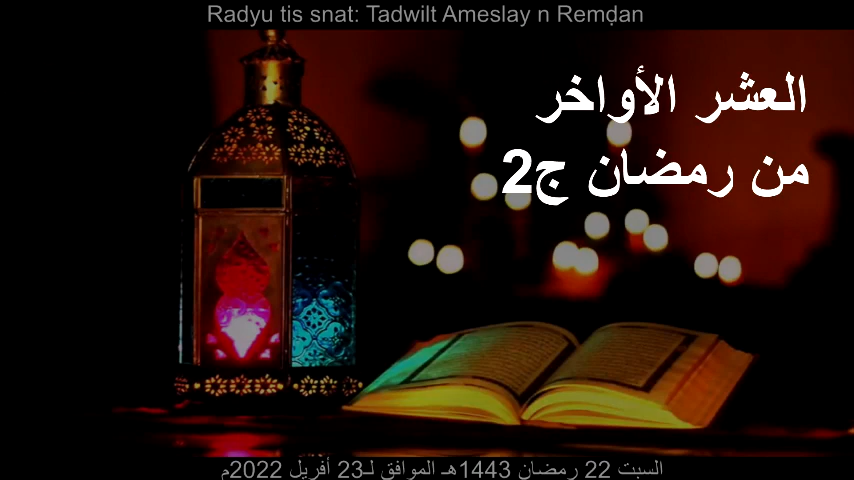 Radyu tis snat: Tadwilt Ameslay n Remḍan
العشر الأواخر
من رمضان ج2
السبت 22 رمضان 1443هـ الموافق لـ23 أفريل 2022م